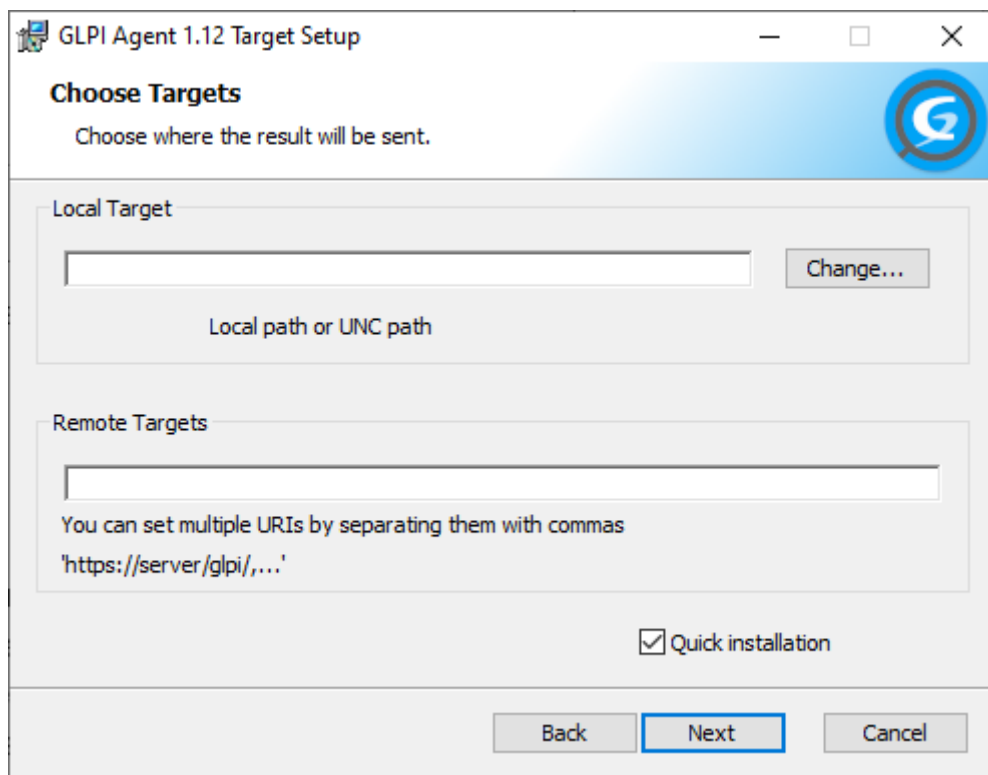 GLPI Agent 1.12 Target Setup
Choose Targets
Choose where the result will be sent.
Local Target
Change...
Local path or UNC path
Remote Targets
You can set multiple URIs by separating them with commas
'https://server/glpi/,...'
Quick installation
Back
Next
Cancel